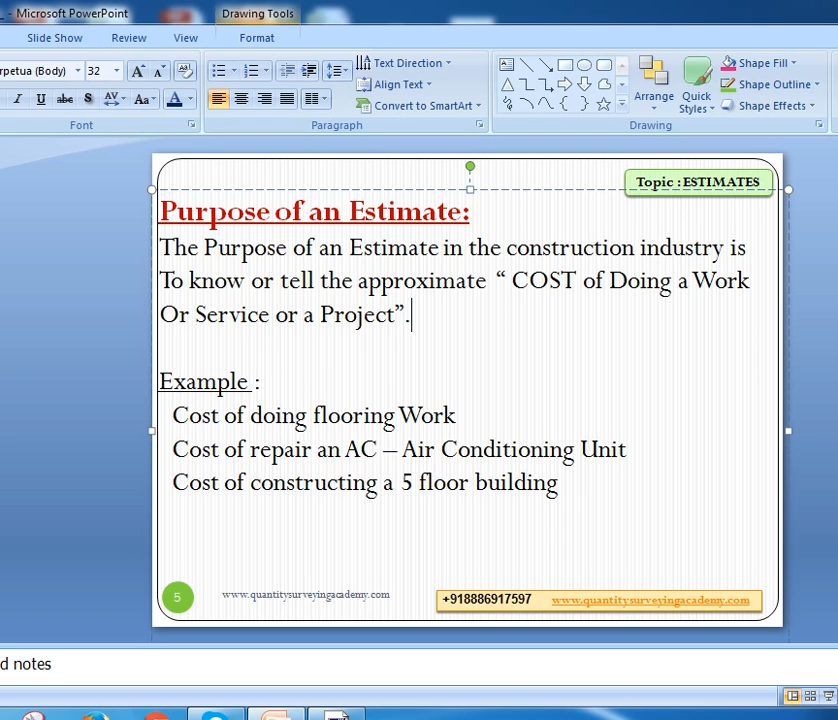 - Microsoft PowerPoint
Drawing Tools
Slide Show
Review
View
Format
rpetua (Body)
32
A
A
Text Direction
Align Text
Convert to SmartArt
I
U
abc
S
AV
Aa
A
Arrange
Quick
Styles
Shape Fill
Shape Outline
Shape Effects
Font
Paragraph
Drawing
Topic : ESTIMATES
Purpose of an Estimate:
The Purpose of an Estimate in the construction industry is
To know or tell the approximate “ COST of Doing a Work
Or Service or a Project”.
Example :
Cost of doing flooring Work
Cost of repair an AC – Air Conditioning Unit
Cost of constructing a 5 floor building
5
www.quantitysurveyingacademy.com
+918886917597 www.quantitysurveyingacademy.com
d notes